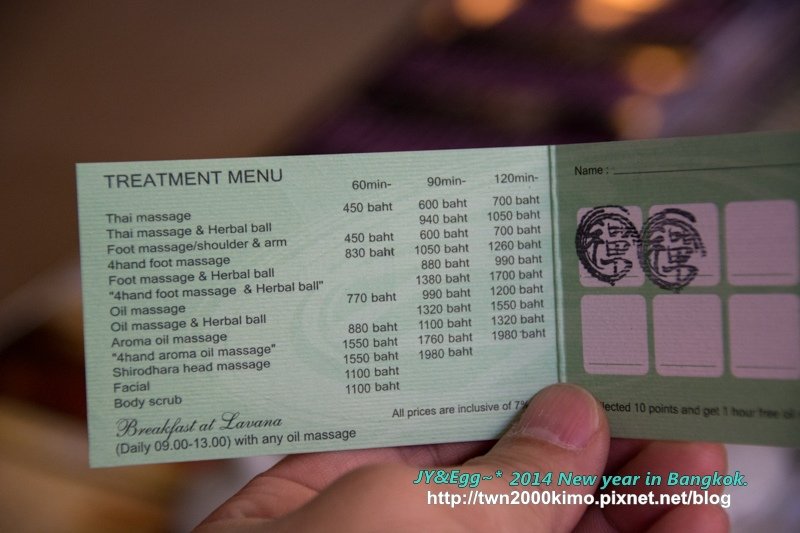 TREATMENT MENU 60min- 90min- 120min-
Thai massage 450 baht 600 baht 700 baht
Thai massage & Herbal ball 940 baht 1050 baht
Foot massage/shoulder & arm 450 baht 600 baht 700 baht
4hand foot massage 830 baht 1050 baht 1260 baht
Foot massage & Herbal ball 880 baht 990 baht
"4hand foot massage & Herbal ball" 1380 baht 1700 baht
Oil massage 770 baht 990 baht 1200 baht
Oil massage & Herbal ball 1320 baht 1550 baht
Aroma oil massage 880 baht 1100 baht 1320 baht
"4hand aroma oil massage" 1550 baht 1760 baht 1980 baht
Shirodhara head massage 1550 baht 1980 baht
Facial 1100 baht
Body scrub 1100 baht
All prices are inclusive of 7%
Breakfast at Lavana
(Daily 09.00-13.00) with any oil massage
Name :
10 points and get 1 hour free oil
JY&Egg~* 2014 New year in Bangkok.
http://twn2000kimo.pixnet.net/blog